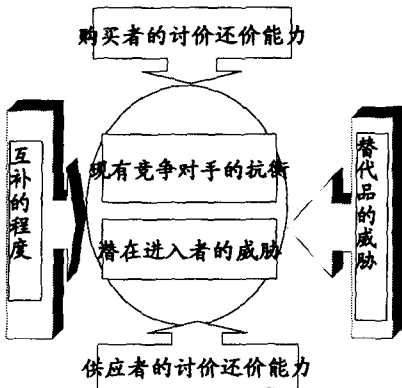 购买者的讨价还价能力
互补的程度
现有竞争对手的抗衡
潜在进入者的威胁
替代品的威胁
供应者的讨价还价能力